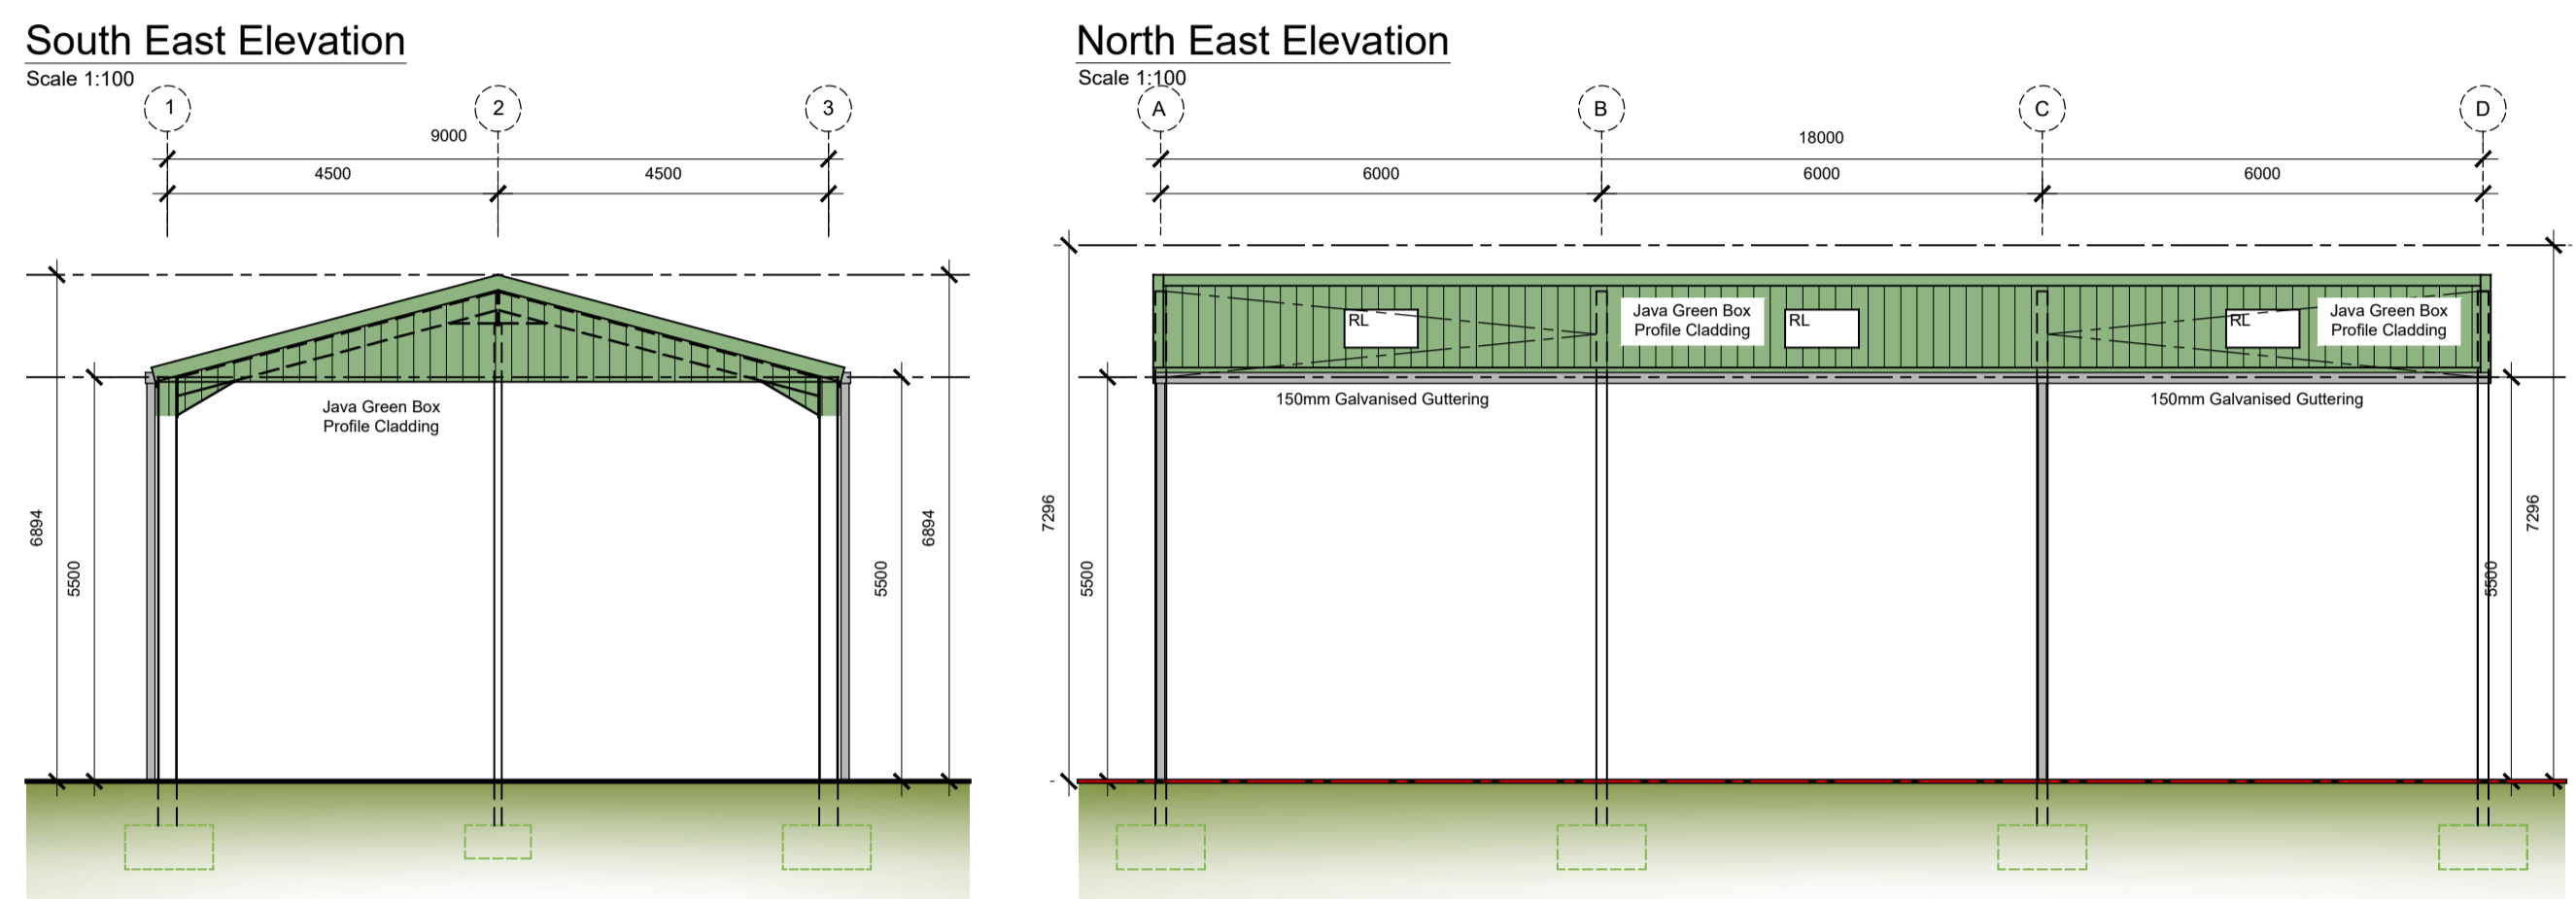 South East Elevation
Scale 1:100
1
2
3
9000
4500
4500
Java Green Box
Profile Cladding
6894
5500
5500
6894
North East Elevation
Scale 1:100
A
B
C
D
18000
6000
6000
6000
RL
Java Green Box
Profile Cladding
RL
RL
Java Green Box
Profile Cladding
150mm Galvanised Guttering
150mm Galvanised Guttering
7296
5500
5500
7296